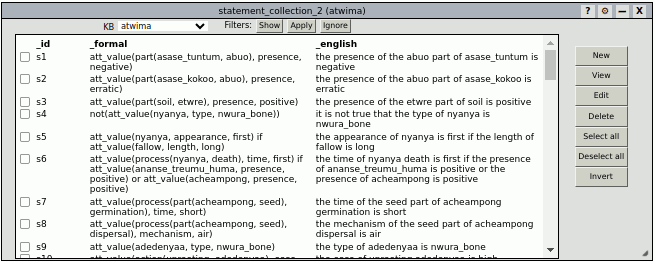 statement_collection_2 (atwima)
? — X
KB atwima Filters: Show Apply Ignore
_id _formal _english
s1 att_value(part(asase_tuntum, abuo), presence, the presence of the abuo part of asase_tuntum is
negative) negative
s2 att_value(part(asase_kokoo, abuo), presence, the presence of the abuo part of asase_kokoo is
erratic) erratic
s3 att_value(part(soil, etwre), presence, positive) the presence of the etwre part of soil is positive
s4 not(att_value(nyanya, type, nwura_bone)) it is not true that the type of nyanya is
nwura_bone
s5 att_value(nyanya, appearance, first) if the appearance of nyanya is first if the length of
att_value(fallow, length, long) fallow is long
s6 att_value(process(nyanya, death), time, first) if the time of nyanya death is first if the presence
att_value(ananse_treumu_huma, presence, of ananse_treumu_huma is positive or the
positive) or att_value(acheampong, presence, presence of acheampong is positive
positive)
s7 att_value(process(part(acheampong, seed), the time of the seed part of acheampong
germination), time, short) germination is short
s8 att_value(process(part(acheampong, seed), the mechanism of the seed part of acheampong
dispersal), mechanism, air) dispersal is air
s9 att_value(adedenyaa, type, nwura_bone) the type of adedenyaa is nwura_bone
New
View
Edit
Delete
Select all
Deselect all
Invert